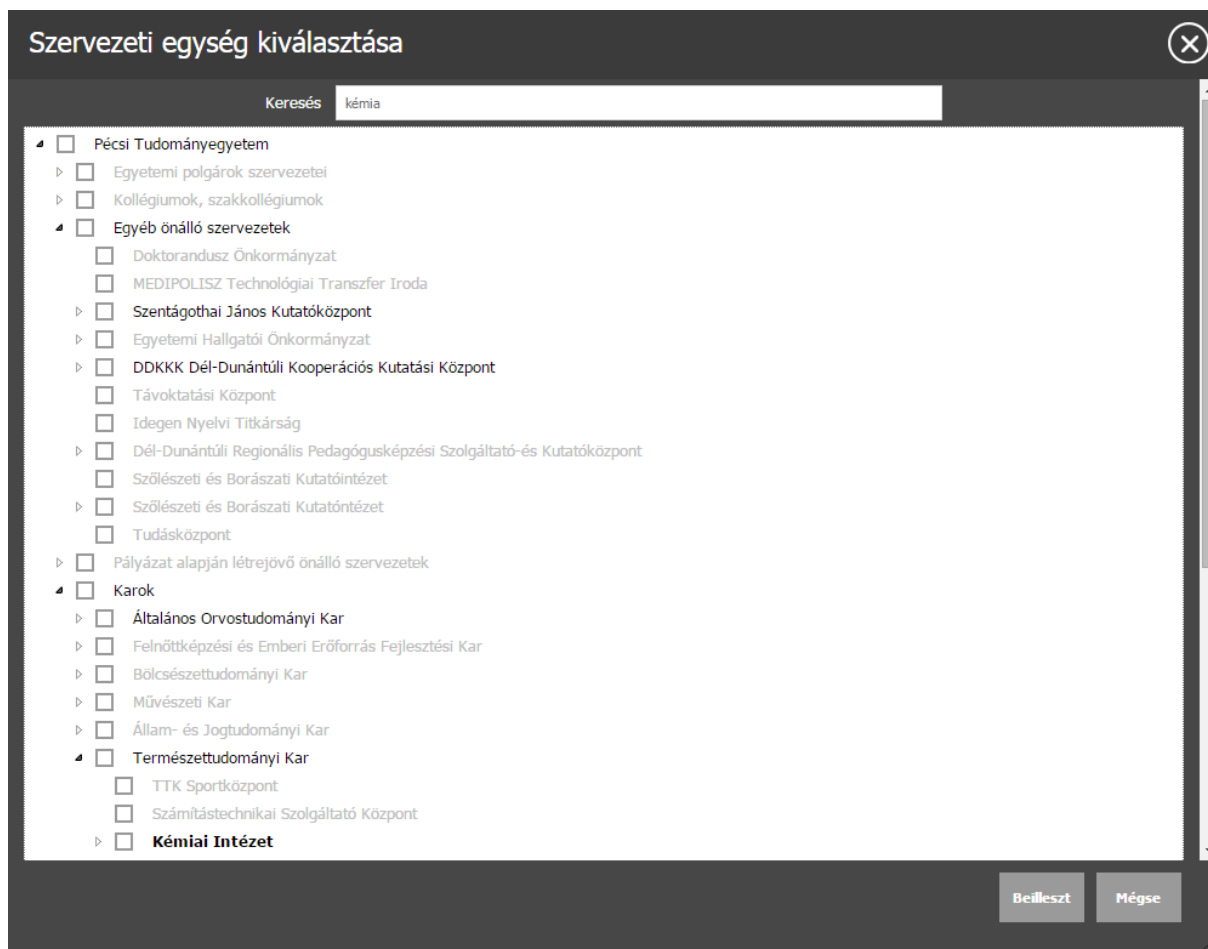 Szervezeti egység kiválasztása
Keresés kémia
Pécsi Tudományegyetem
Egyetemi polgárok szervezetei
Kollégiumok, szakkollégiumok
Egyéb önálló szervezetek
Doktorandusz Önkormányzat
MEDIPOLISZ Technológiai Transzfer Iroda
Szentágothai János Kutatóközpont
Egyetemi Hallgatói Önkormányzat
DDKKK Dél-Dunántúli Kooperációs Kutatási Központ
Távoktatási Központ
Idegen Nyelvi Titkárság
Dél-Dunántúli Regionális Pedagógusképzési Szolgáltató-és Kutatóközpont
Szőlészeti és Borászati Kutatóintézet
Szőlészeti és Borászati Kutatóntézet
Tudásközpont
Pályázat alapján létrejövő önálló szervezetek
Karok
Általános Orvostudományi Kar
Felnőttképzési és Emberi Erőforrás Fejlesztési Kar
Bölcsészettudományi Kar
Művészeti Kar
Állam- és Jogtudományi Kar
Természettudományi Kar
TTK Sportközpont
Számítástechnikai Szolgáltató Központ
Kémiai Intézet
Beilleszt Mégse